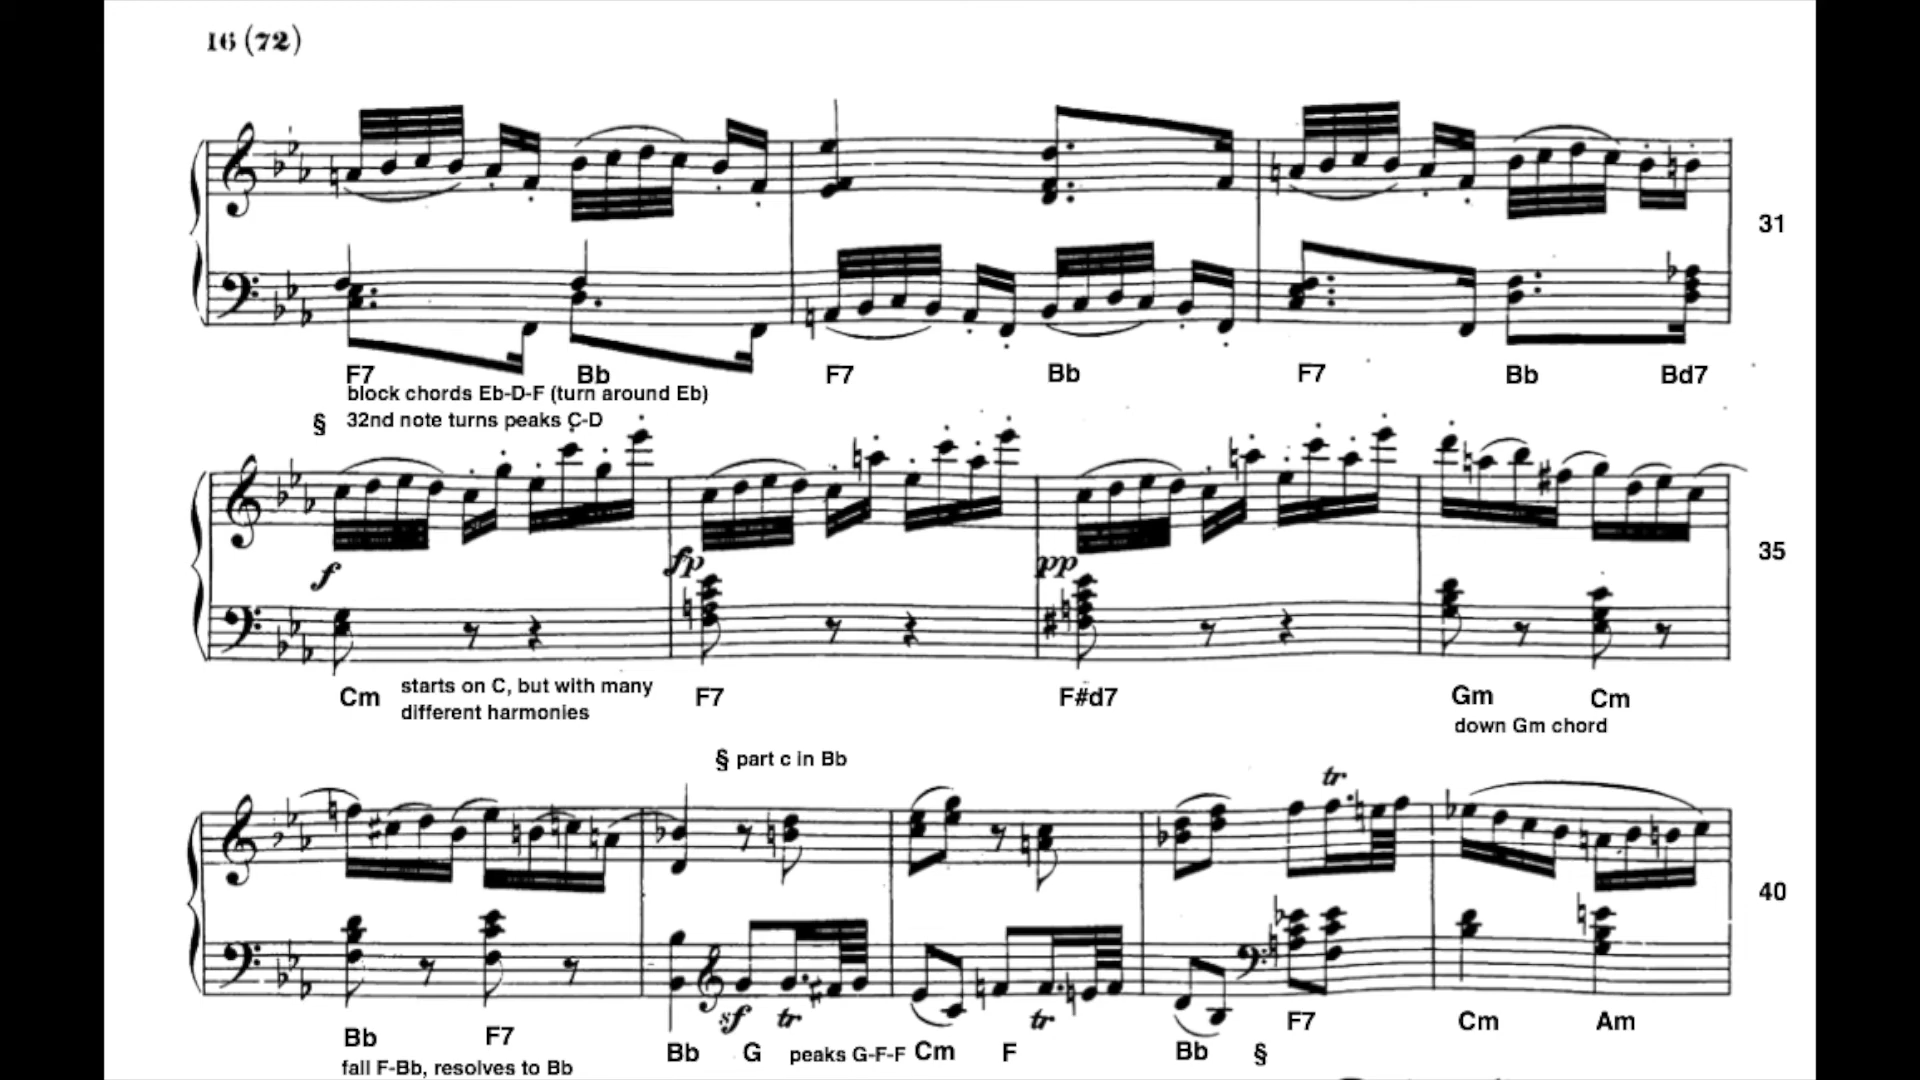 16 (72)
31
F7 Bb F7 Bb F7 Bb Bd7
block chords Eb-D-F (turn around Eb)
§ 32nd note turns peaks C-D
f fp pp
35
Cm starts on C, but with many F7 F#d7 Gm Cm
different harmonies down Gm chord
§ part c in Bb
tr
40
sf tr tr
Bb F7 Bb G peaks G-F-F Cm F Bb § F7 Cm Am
fall F-Bb, resolves to Bb